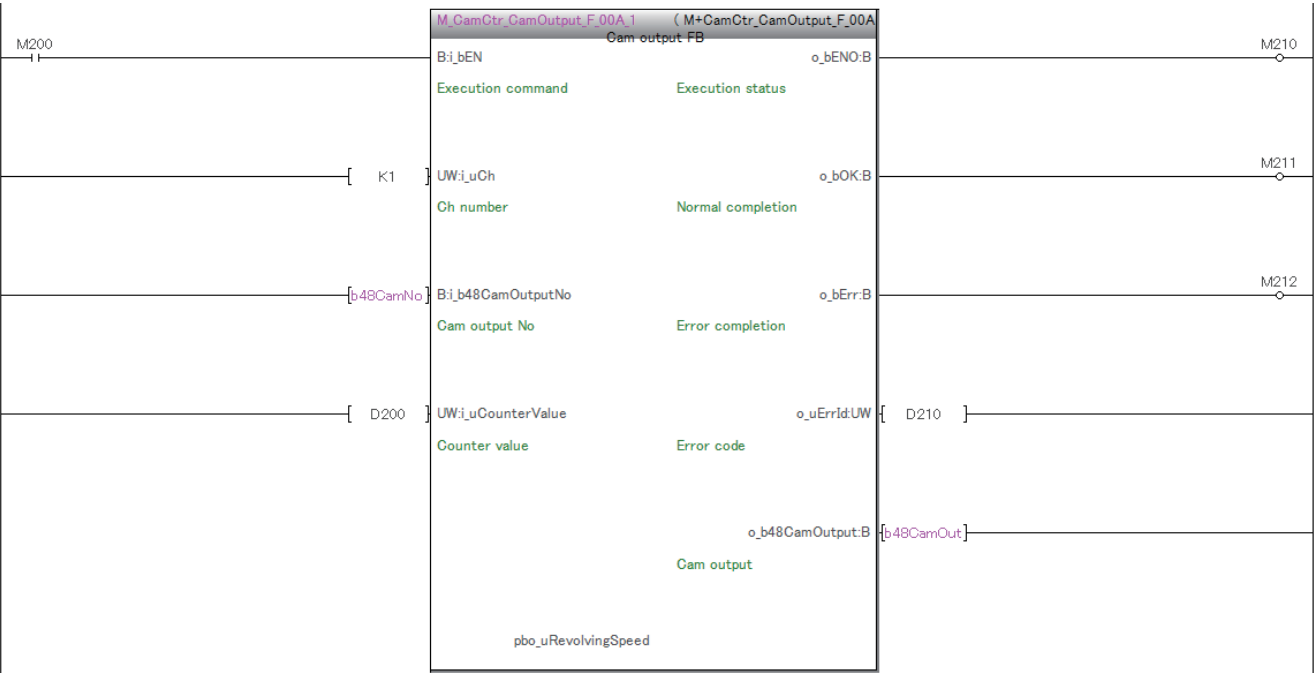 M_CamCtr_CamOutput_F_00A_1 ( M+CamCtr_CamOutput_F_00A
Cam output FB
M200 B:i_bEN o_bENO:B M210
Execution command Execution status
K1 UW:i_uCh o_bOK:B M211
Ch number Normal completion
b48CamNo B:i_b48CamOutputNo o_bErr:B M212
Cam output No Error completion
D200 UW:i_uCounterValue o_uErrId:UW D210
Counter value Error code
o_b48CamOutput:B b48CamOut
Cam output
pbo_uRevolvingSpeed